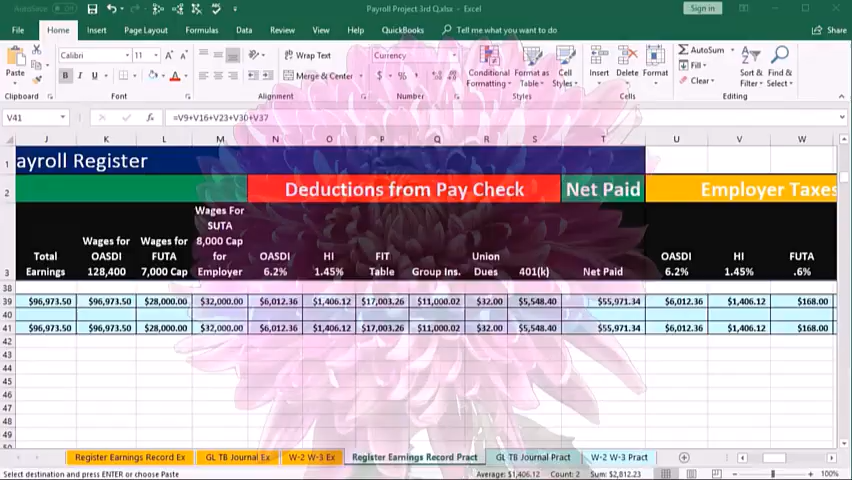 Payroll Project 3rd Q.xlsx - Excel
Sign in
File Home Insert Page Layout Formulas Data Review View Help QuickBooks Tell me what you want to do Share
Paste
Calibri 11 A A
B I U A
Wrap Text
Merge & Center
Currency
$ %
Conditional Formatting
Format as Table
Cell Styles
Insert Delete Format
AutoSum
Fill
Clear
Sort & Filter
Find & Select
Clipboard Font Alignment Number Styles Cells Editing
V41 fx =V9+V16+V23+V30+V37
J K L M N O P Q R S T U V W
1 ayroll Register
2 Deductions from Pay Check Net Paid Employer Taxes
3 Total Earnings Wages for OASDI 128,400 Wages for FUTA 7,000 Cap Wages For SUTA 8,000 Cap for Employer OASDI 6.2% HI 1.45% FIT Table Group Ins. Union Dues 401(k) Net Paid OASDI 6.2% HI 1.45% FUTA .6%
38
39 $96,973.50 $96,973.50 $28,000.00 $32,000.00 $6,012.36 $1,406.12 $17,003.26 $11,000.02 $32.00 $5,548.40 $55,971.34 $6,012.36 $1,406.12 $168.00
40
41 $96,973.50 $96,973.50 $28,000.00 $32,000.00 $6,012.36 $1,406.12 $17,003.26 $11,000.02 $32.00 $5,548.40 $55,971.34 $6,012.36 $1,406.12 $168.00
42
43
44
45
46
47
48
49
Register Earnings Record Ex GL TB Journal Ex W-2 W-3 Ex Register Earnings Record Pract GL TB Journal Pract W-2 W-3 Pract
Select destination and press ENTER or choose Paste Average: $1,406.12 Count: 2 Sum: $2,812.23 100%